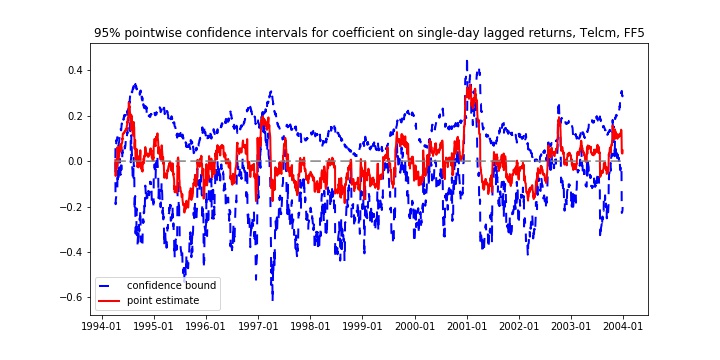 95% pointwise confidence intervals for coefficient on single-day lagged returns, Telcm, FF5
0.4
0.2
0.0
−0.2
−0.4
−0.6
confidence bound
point estimate
1994-01 1995-01 1996-01 1997-01 1998-01 1999-01 2000-01 2001-01 2002-01 2003-01 2004-01